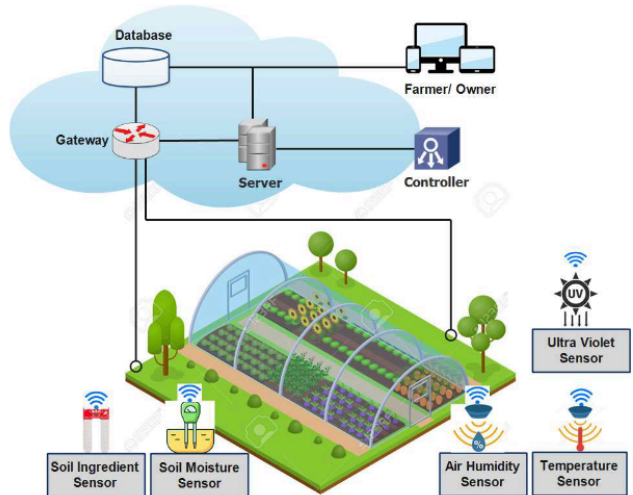 Database
Farmer/ Owner
Gateway
Server
Controller
UV
Ultra Violet
Sensor
%
Soil Ingredient
Sensor
Soil Moisture
Sensor
Air Humidity
Sensor
Temperature
Sensor